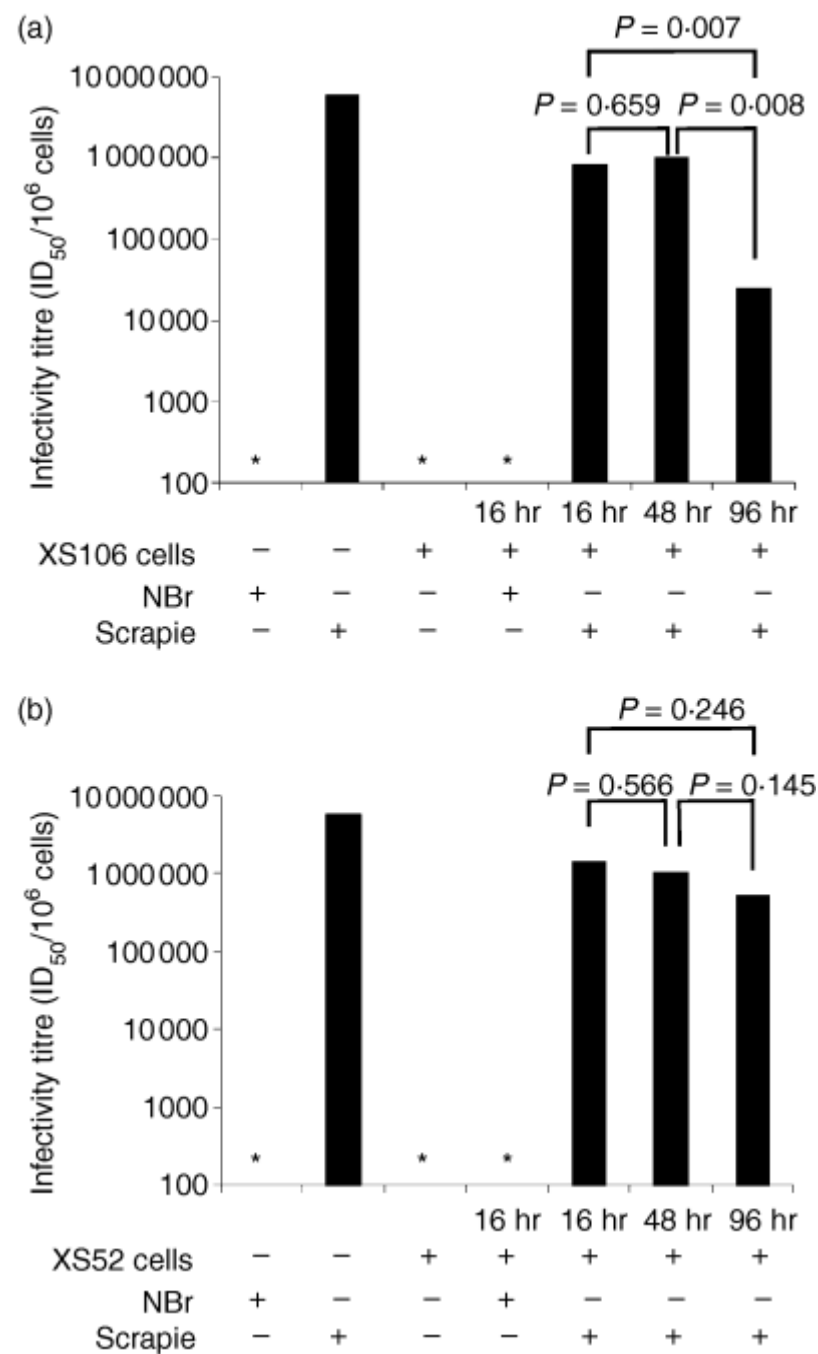 (a)
P = 0·007
P = 0·659 P = 0·008
Infectivity titre (ID50/10^6 cells)
10 000 000
1 000 000
100 000
10 000
1000
100
* * *
16 hr 16 hr 48 hr 96 hr
XS106 cells – – + + + + +
NBr + – – + – – –
Scrapie – + – – + + +
(b)
P = 0·246
P = 0·566 P = 0·145
Infectivity titre (ID50/10^6 cells)
10 000 000
1 000 000
100 000
10 000
1000
100
* * *
16 hr 16 hr 48 hr 96 hr
XS52 cells – – + + + + +
NBr + – – + – – –
Scrapie – + – – + + +